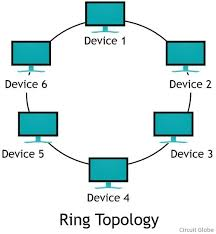 Device 1
Device 6
Device 2
Device 5
Device 3
Device 4
Ring Topology
Circuit Globe